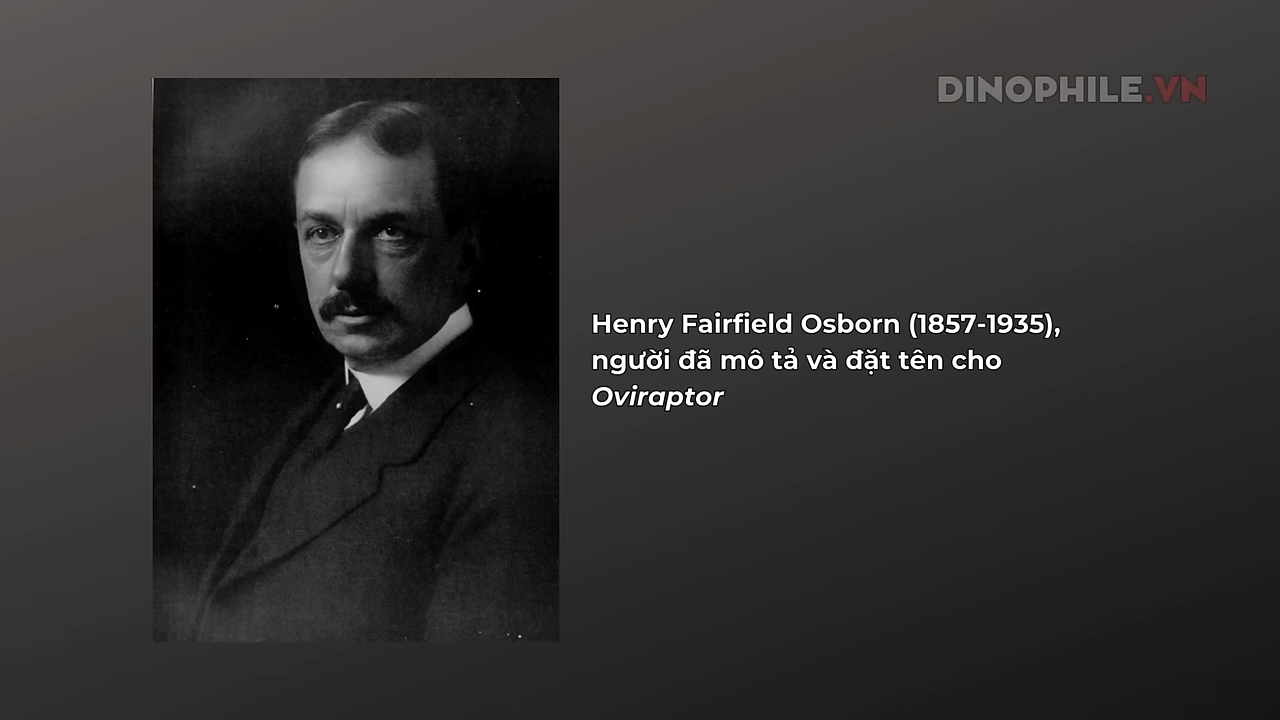 DINOPHILE.VN
Henry Fairfield Osborn (1857-1935),
người đã mô tả và đặt tên cho
Oviraptor